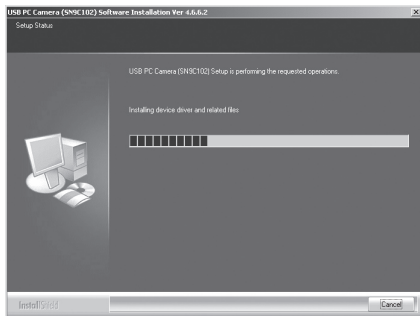 USB PC Camera (SN9C102) Software Installation Ver 4.6.6.2
Setup Status
USB PC Camera (SN9C102) Setup is performing the requested operations.
Installing device driver and related files
InstallShield
Cancel